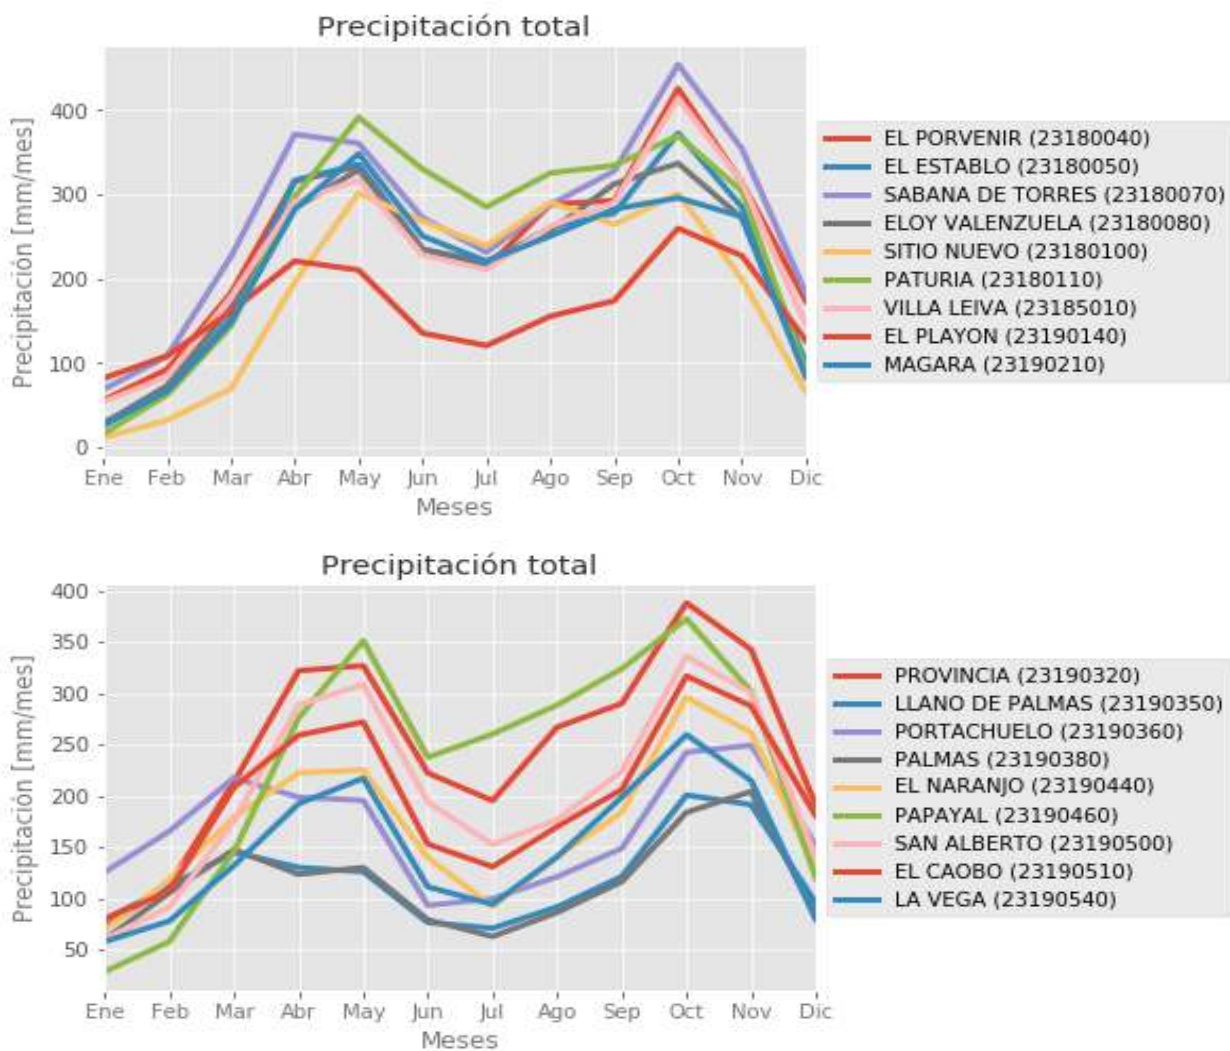 Precipitación total
Precipitación [mm/mes]
400
300
200
100
0
Ene Feb Mar Abr May Jun Jul Ago Sep Oct Nov Dic
Meses
EL PORVENIR (23180040)
EL ESTABLO (23180050)
SABANA DE TORRES (23180070)
ELOY VALENZUELA (23180080)
SITIO NUEVO (23180100)
PATURIA (23180110)
VILLA LEIVA (23185010)
EL PLAYON (23190140)
MAGARA (23190210)
Precipitación total
Precipitación [mm/mes]
400
350
300
250
200
150
100
50
Ene Feb Mar Abr May Jun Jul Ago Sep Oct Nov Dic
Meses
PROVINCIA (23190320)
LLANO DE PALMAS (23190350)
PORTACHUELO (23190360)
PALMAS (23190380)
EL NARANJO (23190440)
PAPAYAL (23190460)
SAN ALBERTO (23190500)
EL CAOBO (23190510)
LA VEGA (23190540)